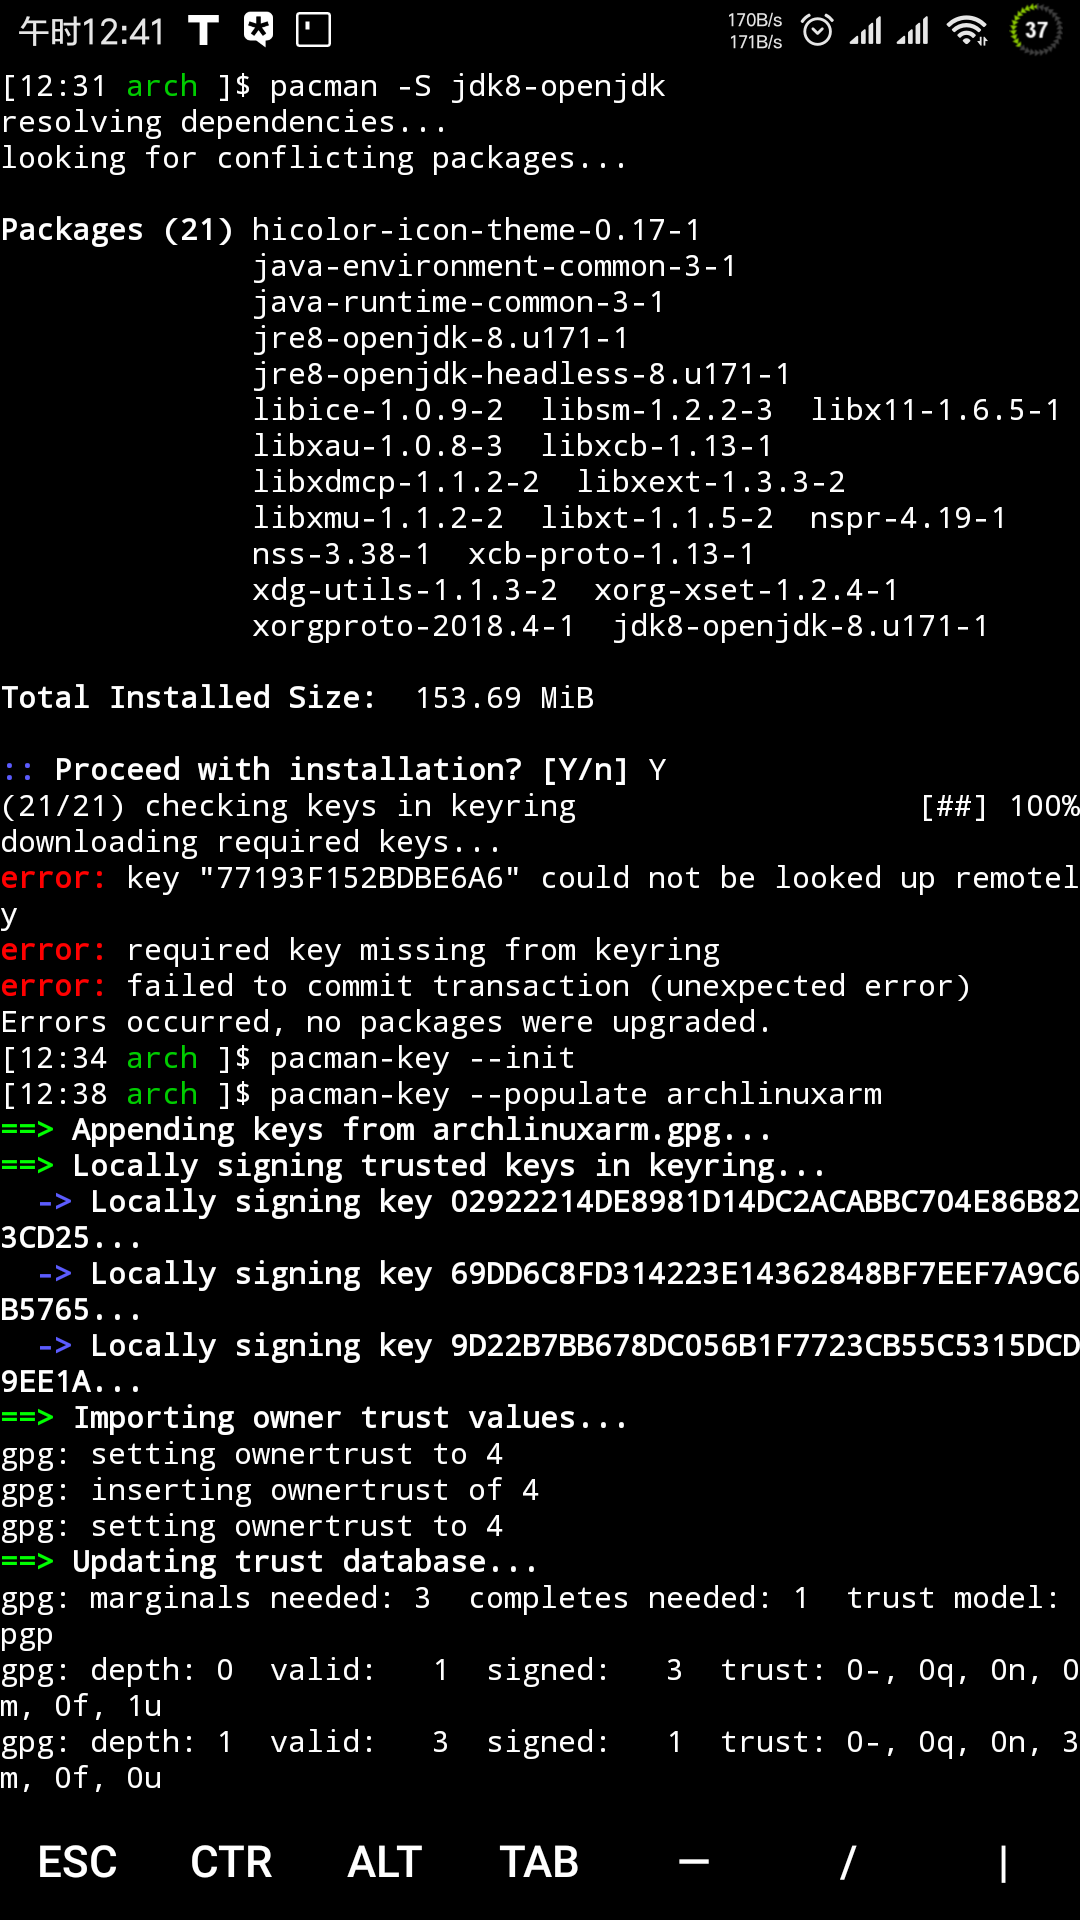 午时12:41 T 170B/s 37
171B/s
[12:31 arch ]$ pacman -S jdk8-openjdk
resolving dependencies...
looking for conflicting packages...
Packages (21) hicolor-icon-theme-0.17-1
java-environment-common-3-1
java-runtime-common-3-1
jre8-openjdk-8.u171-1
jre8-openjdk-headless-8.u171-1
libice-1.0.9-2  libsm-1.2.2-3  libx11-1.6.5-1
libxau-1.0.8-3  libxcb-1.13-1
libxdmcp-1.1.2-2  libxext-1.3.3-2
libxmu-1.1.2-2  libxt-1.1.5-2  nspr-4.19-1
nss-3.38-1  xcb-proto-1.13-1
xdg-utils-1.1.3-2  xorg-xset-1.2.4-1
xorgproto-2018.4-1  jdk8-openjdk-8.u171-1
Total Installed Size:  153.69 MiB
:: Proceed with installation? [Y/n] Y
(21/21) checking keys in keyring [##] 100%
downloading required keys...
error: key "77193F152BDBE6A6" could not be looked up remotel
y
error: required key missing from keyring
error: failed to commit transaction (unexpected error)
Errors occurred, no packages were upgraded.
[12:34 arch ]$ pacman-key --init
[12:38 arch ]$ pacman-key --populate archlinuxarm
==> Appending keys from archlinuxarm.gpg...
==> Locally signing trusted keys in keyring...
-> Locally signing key 02922214DE8981D14DC2ACABBC704E86B82
3CD25...
-> Locally signing key 69DD6C8FD314223E14362848BF7EEF7A9C6
B5765...
-> Locally signing key 9D22B7BB678DC056B1F7723CB55C5315DCD
9EE1A...
==> Importing owner trust values...
gpg: setting ownertrust to 4
gpg: inserting ownertrust of 4
gpg: setting ownertrust to 4
==> Updating trust database...
gpg: marginals needed: 3  completes needed: 1  trust model:
pgp
gpg: depth: 0  valid:   1  signed:   3  trust: 0-, 0q, 0n, 0
m, 0f, 1u
gpg: depth: 1  valid:   3  signed:   1  trust: 0-, 0q, 0n, 3
m, 0f, 0u
ESC CTR ALT TAB — / |